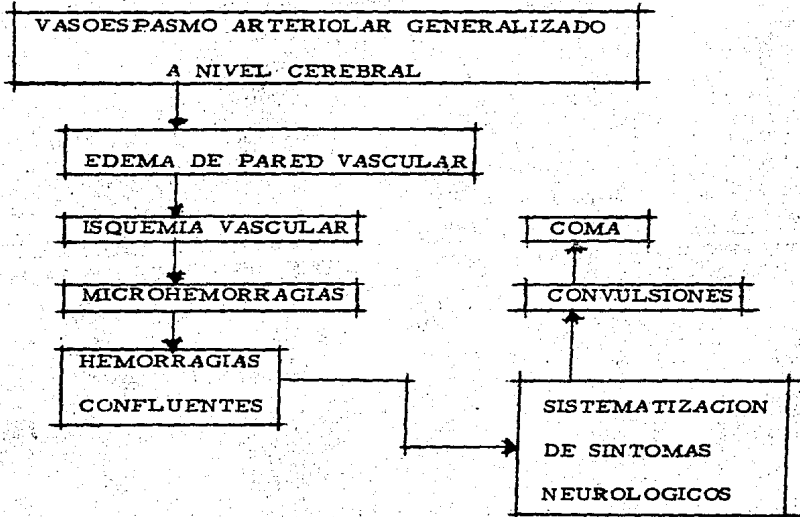 VASOESPASMO ARTERIOLAR GENERALIZADO
A NIVEL CEREBRAL
EDEMA DE PARED VASCULAR
ISQUEMIA VASCULAR
MICROHEMORRAGIAS
HEMORRAGIAS
CONFLUENTES
SISTEMATIZACION
DE SINTOMAS
NEUROLOGICOS
CONVULSIONES
COMA